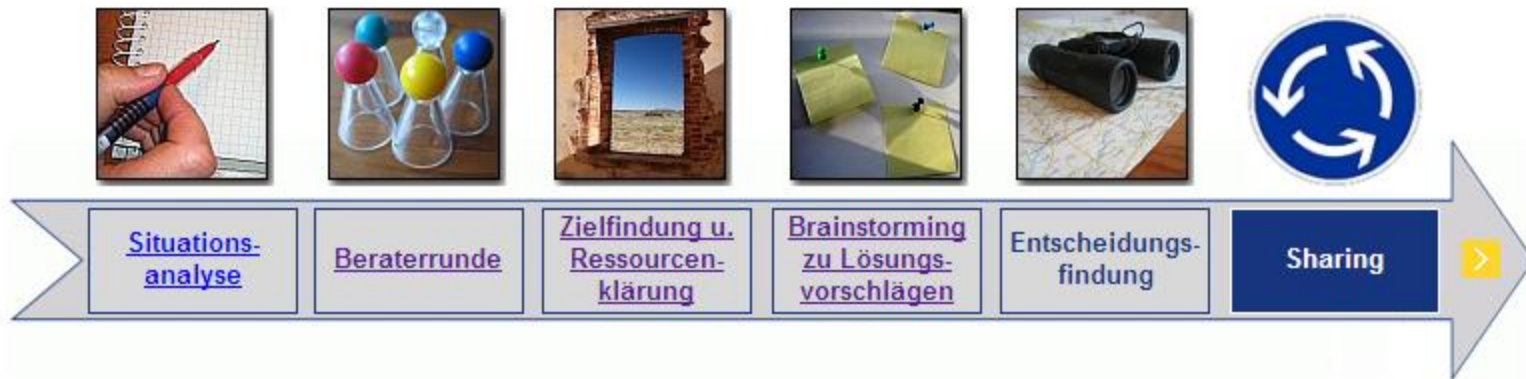 Situations-
analyse
Beraterrunde
Zielfindung u.
Ressourcen-
klärung
Brainstorming
zu Lösungs-
vorschlägen
Entscheidungs-
findung
Sharing